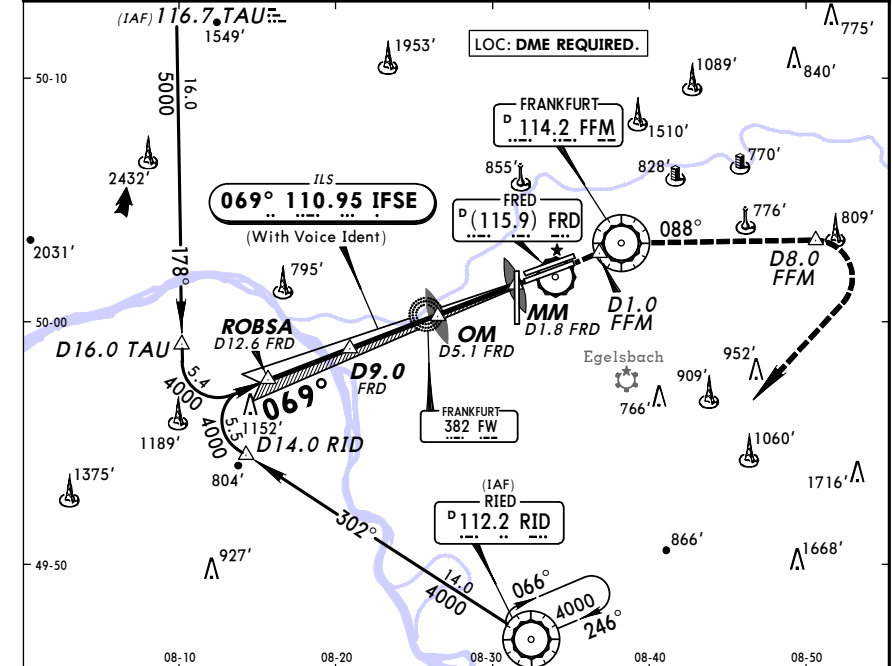 (IAF) 116.7 TAU
1549'
1953'
LOC: DME REQUIRED.
775'
840'
1089'
50-10
16.0
5000
FRANKFURT
D 114.2 FFM
1510'
2432'
855'
828'
770'
ILS
069° 110.95 IFSE
(With Voice Ident)
FRED
D (115.9) FRD
088°
776'
809'
2031'
178°
795'
D8.0
FFM
50-00
ROBSA
D12.6 FRD
D16.0 TAU
OM
D5.1 FRD
MM
D1.8 FRD
D1.0
FFM
D9.0
FRD
Egelsbach
952'
5.4
4000
069°
766'
909'
1152'
FRANKFURT
382 FW
5.5
4000
1189'
D14.0 RID
804'
1060'
1375'
1716'
(IAF)
RIED
D 112.2 RID
302°
866'
1668'
927'
49-50
14.0
4000
066°
4000
246°
08-10
08-20
08-30
08-40
08-50